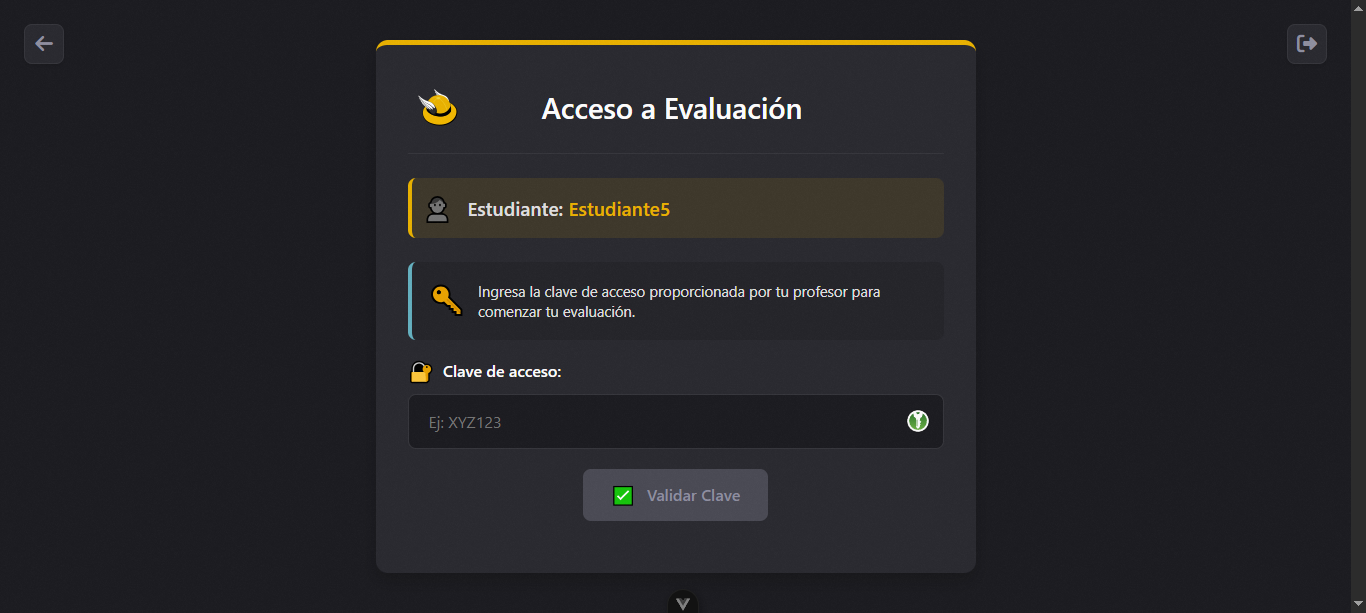 Acceso a Evaluación
Estudiante: Estudiante5
Ingresa la clave de acceso proporcionada por tu profesor para
comenzar tu evaluación.
Clave de acceso:
Ej: XYZ123
Validar Clave